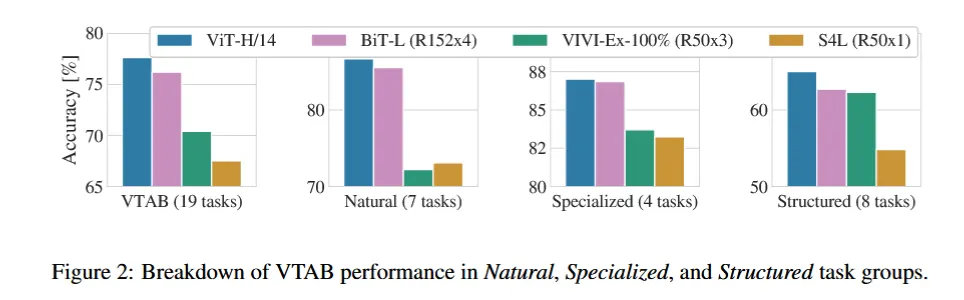 ViT-H/14 BiT-L (R152x4) VIVI-Ex-100% (R50x3) S4L (R50x1)
Accuracy [%]
80
75
70
65
VTAB (19 tasks)
80
70
Natural (7 tasks)
88
85
82
80
Specialized (4 tasks)
60
50
Structured (8 tasks)
Figure 2: Breakdown of VTAB performance in Natural, Specialized, and Structured task groups.